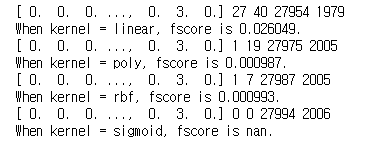 [ 0. 0. 0. ..., 0. 3. 0.] 27 40 27954 1979
When kernel = linear, fscore is 0.026049.
[ 0. 0. 0. ..., 0. 3. 0.] 1 19 27975 2005
When kernel = poly, fscore is 0.000987.
[ 0. 0. 0. ..., 0. 3. 0.] 1 7 27987 2005
When kernel = rbf, fscore is 0.000993.
[ 0. 0. 0. ..., 0. 3. 0.] 0 0 27994 2006
When kernel = sigmoid, fscore is nan.